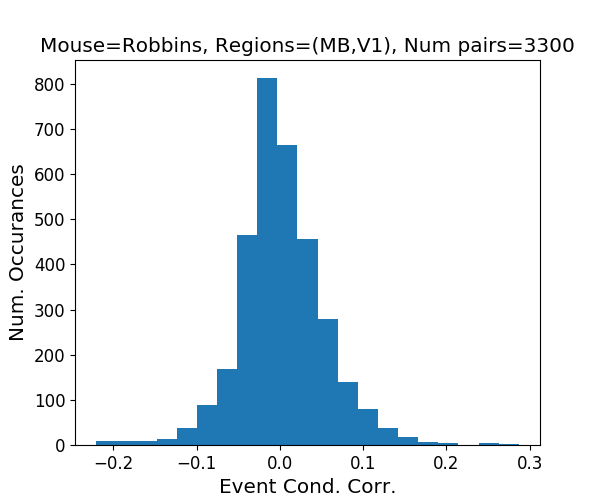 Mouse=Robbins, Regions=(MB,V1), Num pairs=3300
800
700
600
500
400
300
200
100
0
Num. Occurances
−0.2 −0.1 0.0 0.1 0.2 0.3
Event Cond. Corr.